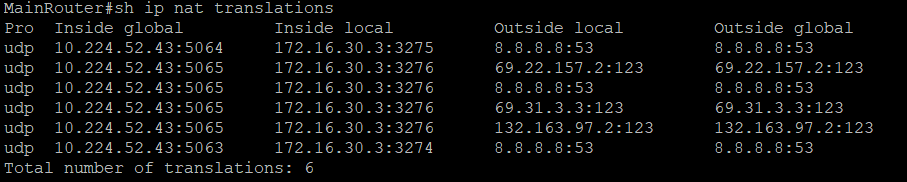 MainRouter#sh ip nat translations
Pro  Inside global         Inside local          Outside local         Outside global
udp  10.224.52.43:5064     172.16.30.3:3275      8.8.8.8:53            8.8.8.8:53
udp  10.224.52.43:5065     172.16.30.3:3276      69.22.157.2:123       69.22.157.2:123
udp  10.224.52.43:5065     172.16.30.3:3276      8.8.8.8:53            8.8.8.8:53
udp  10.224.52.43:5065     172.16.30.3:3276      69.31.3.3:123         69.31.3.3:123
udp  10.224.52.43:5065     172.16.30.3:3276      132.163.97.2:123      132.163.97.2:123
udp  10.224.52.43:5063     172.16.30.3:3274      8.8.8.8:53            8.8.8.8:53
Total number of translations: 6